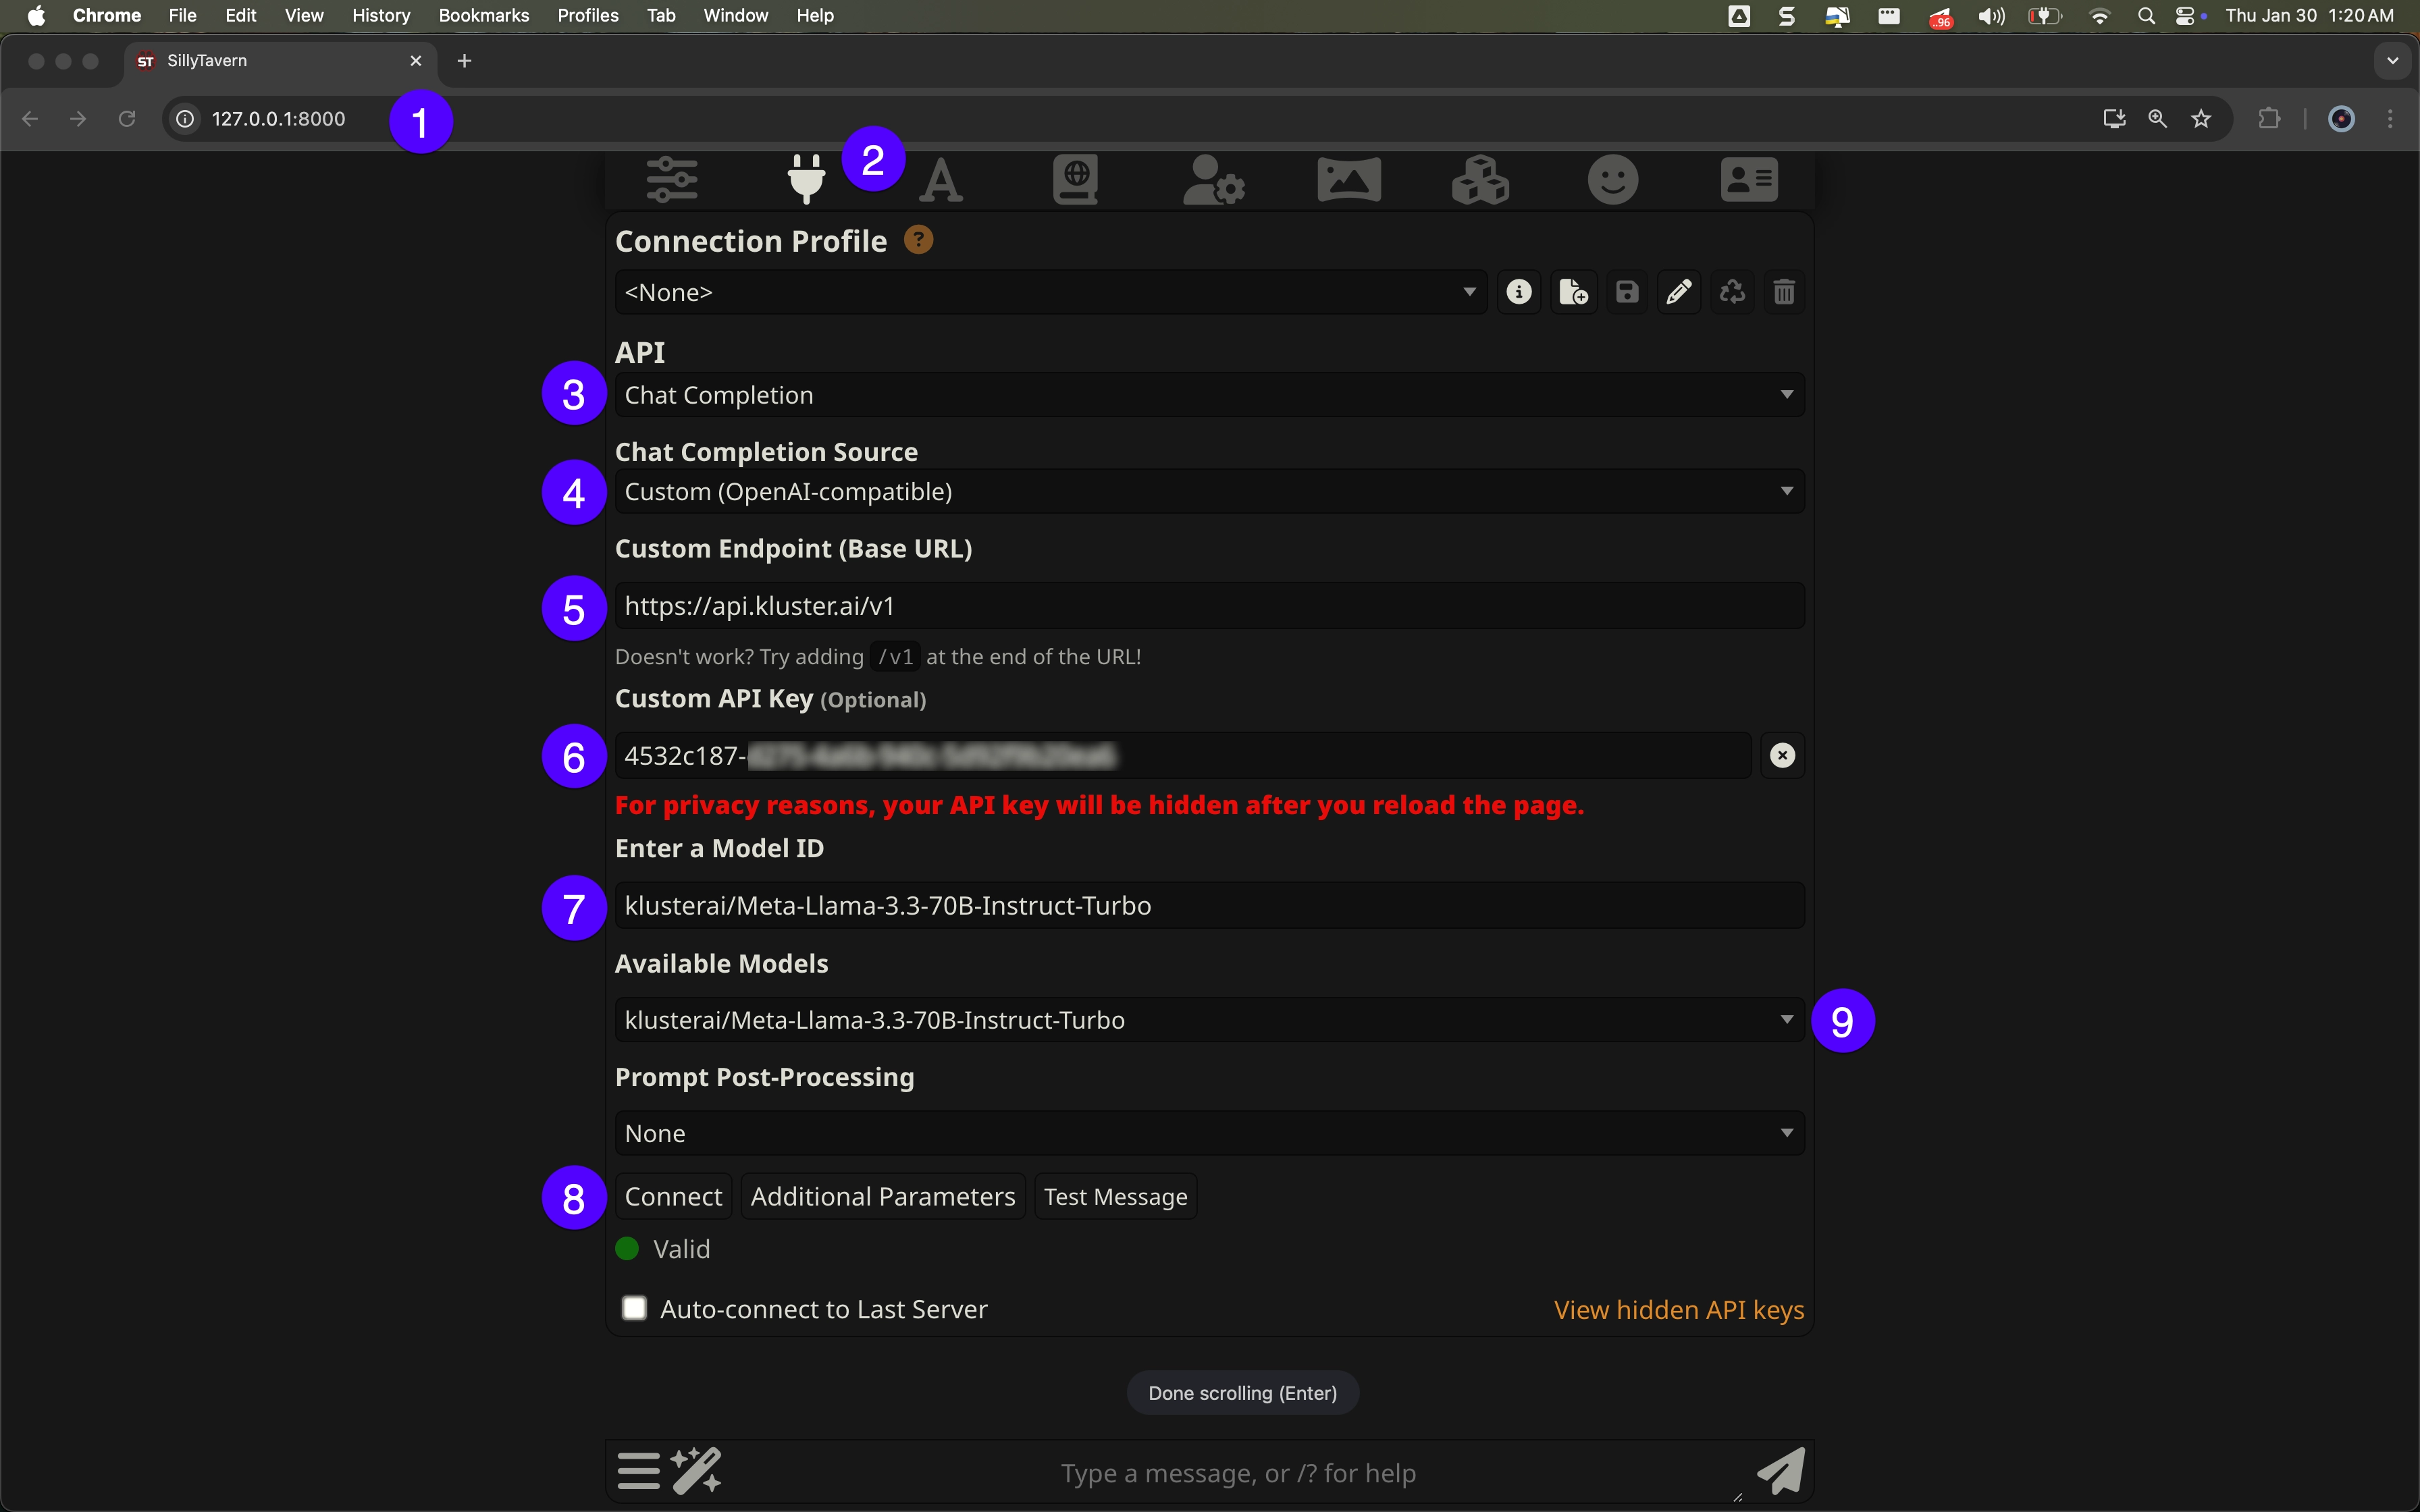 Chrome File Edit View History Bookmarks Profiles Tab Window Help
..96
Thu Jan 30 1:20 AM
ST SillyTavern
127.0.0.1:8000
1
2
Connection Profile ?
<None>
API
3
Chat Completion
Chat Completion Source
4
Custom (OpenAI-compatible)
Custom Endpoint (Base URL)
5
https://api.kluster.ai/v1
Doesn't work? Try adding /v1 at the end of the URL!
Custom API Key (Optional)
6
4532c187-
For privacy reasons, your API key will be hidden after you reload the page.
Enter a Model ID
7
klusterai/Meta-Llama-3.3-70B-Instruct-Turbo
Available Models
klusterai/Meta-Llama-3.3-70B-Instruct-Turbo
9
Prompt Post-Processing
None
8
Connect Additional Parameters Test Message
Valid
Auto-connect to Last Server View hidden API keys
Done scrolling (Enter)
Type a message, or /? for help